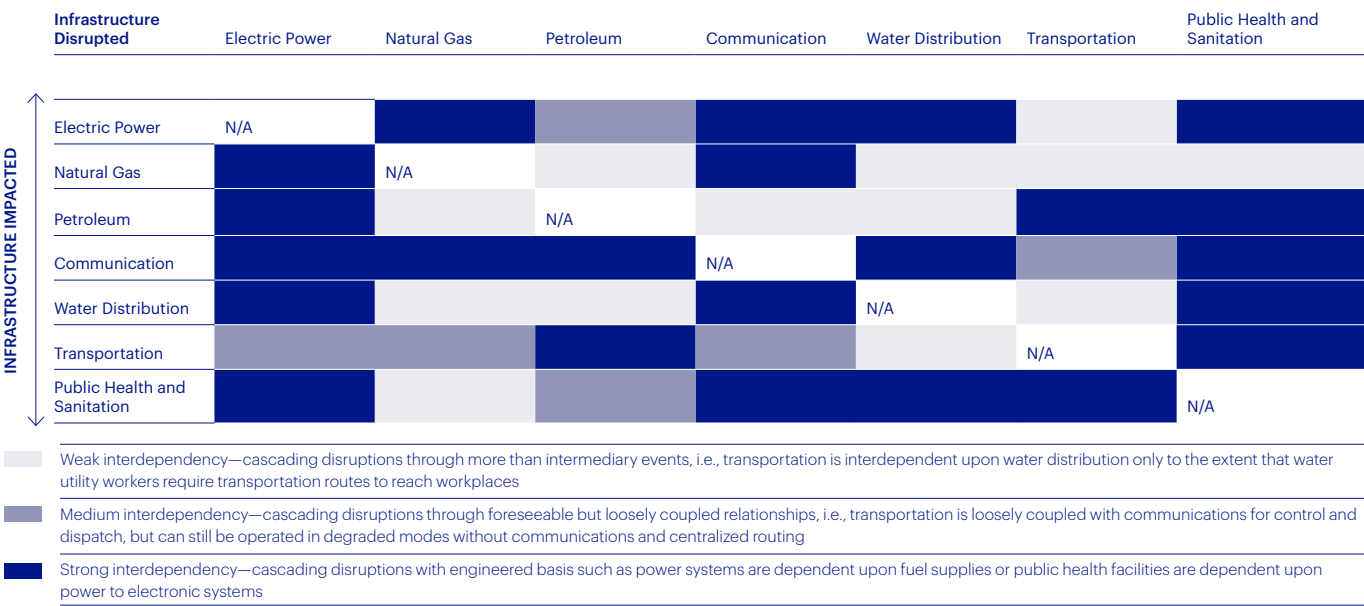 Infrastructure
Disrupted
Electric Power
Natural Gas
Petroleum
Communication
Water Distribution
Transportation
Public Health and
Sanitation
INFRASTRUCTURE IMPACTED
Electric Power
N/A
Natural Gas
N/A
Petroleum
N/A
Communication
N/A
Water Distribution
N/A
Transportation
N/A
Public Health and
Sanitation
N/A
Weak interdependency—cascading disruptions through more than intermediary events, i.e., transportation is interdependent upon water distribution only to the extent that water
utility workers require transportation routes to reach workplaces
Medium interdependency—cascading disruptions through foreseeable but loosely coupled relationships, i.e., transportation is loosely coupled with communications for control and
dispatch, but can still be operated in degraded modes without communications and centralized routing
Strong interdependency—cascading disruptions with engineered basis such as power systems are dependent upon fuel supplies or public health facilities are dependent upon
power to electronic systems